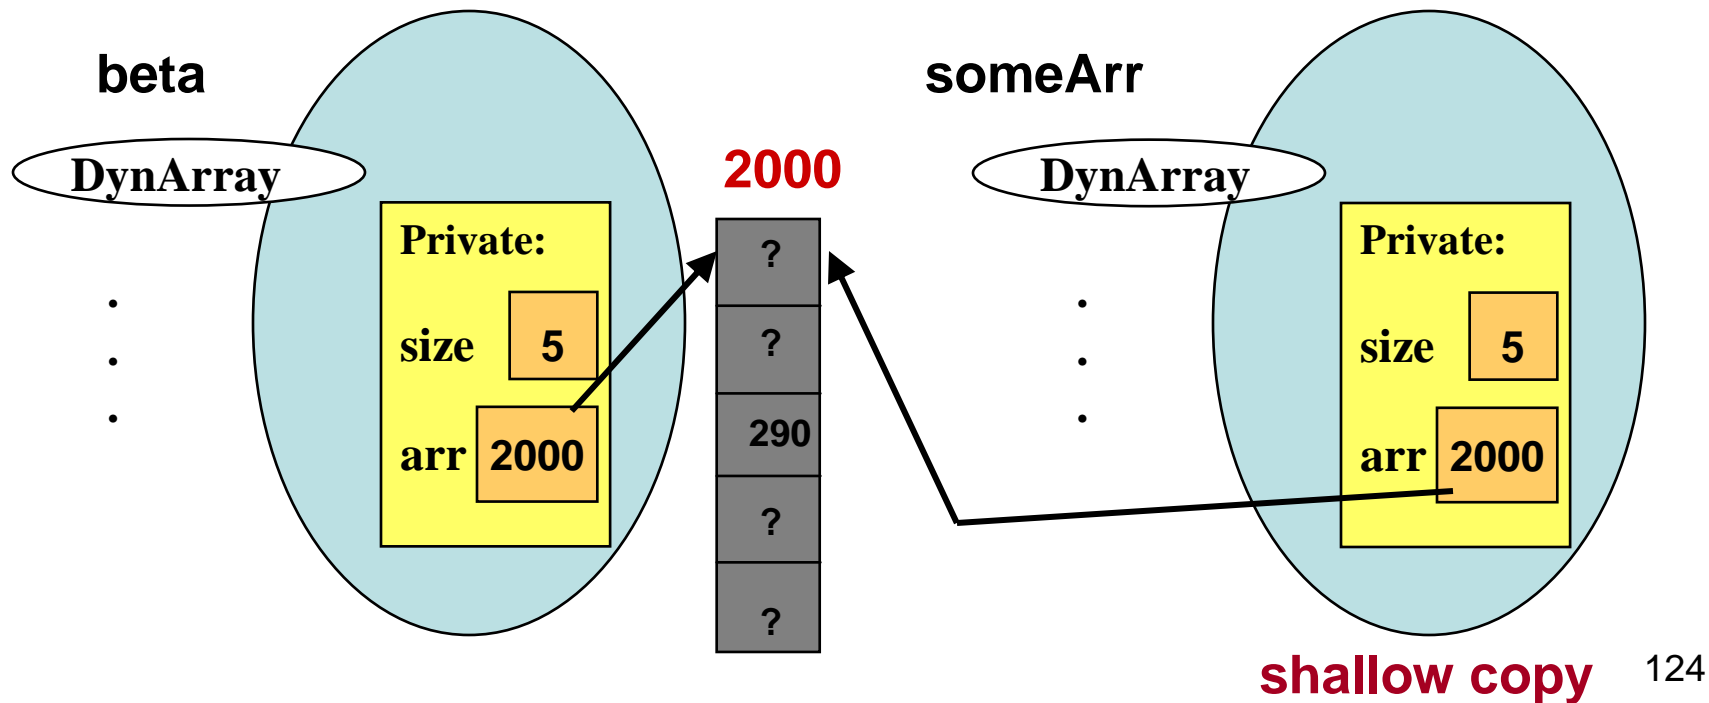 beta
DynArray
Private:
size 5
arr 2000
2000
?
?
290
?
?
someArr
DynArray
Private:
size 5
arr 2000
shallow copy
124